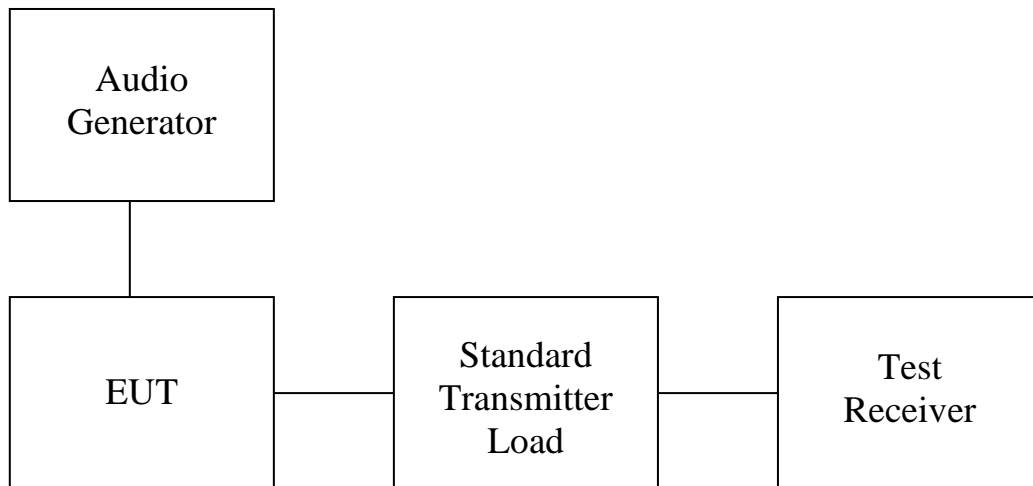 Audio
Generator
EUT
Standard
Transmitter
Load
Test
Receiver